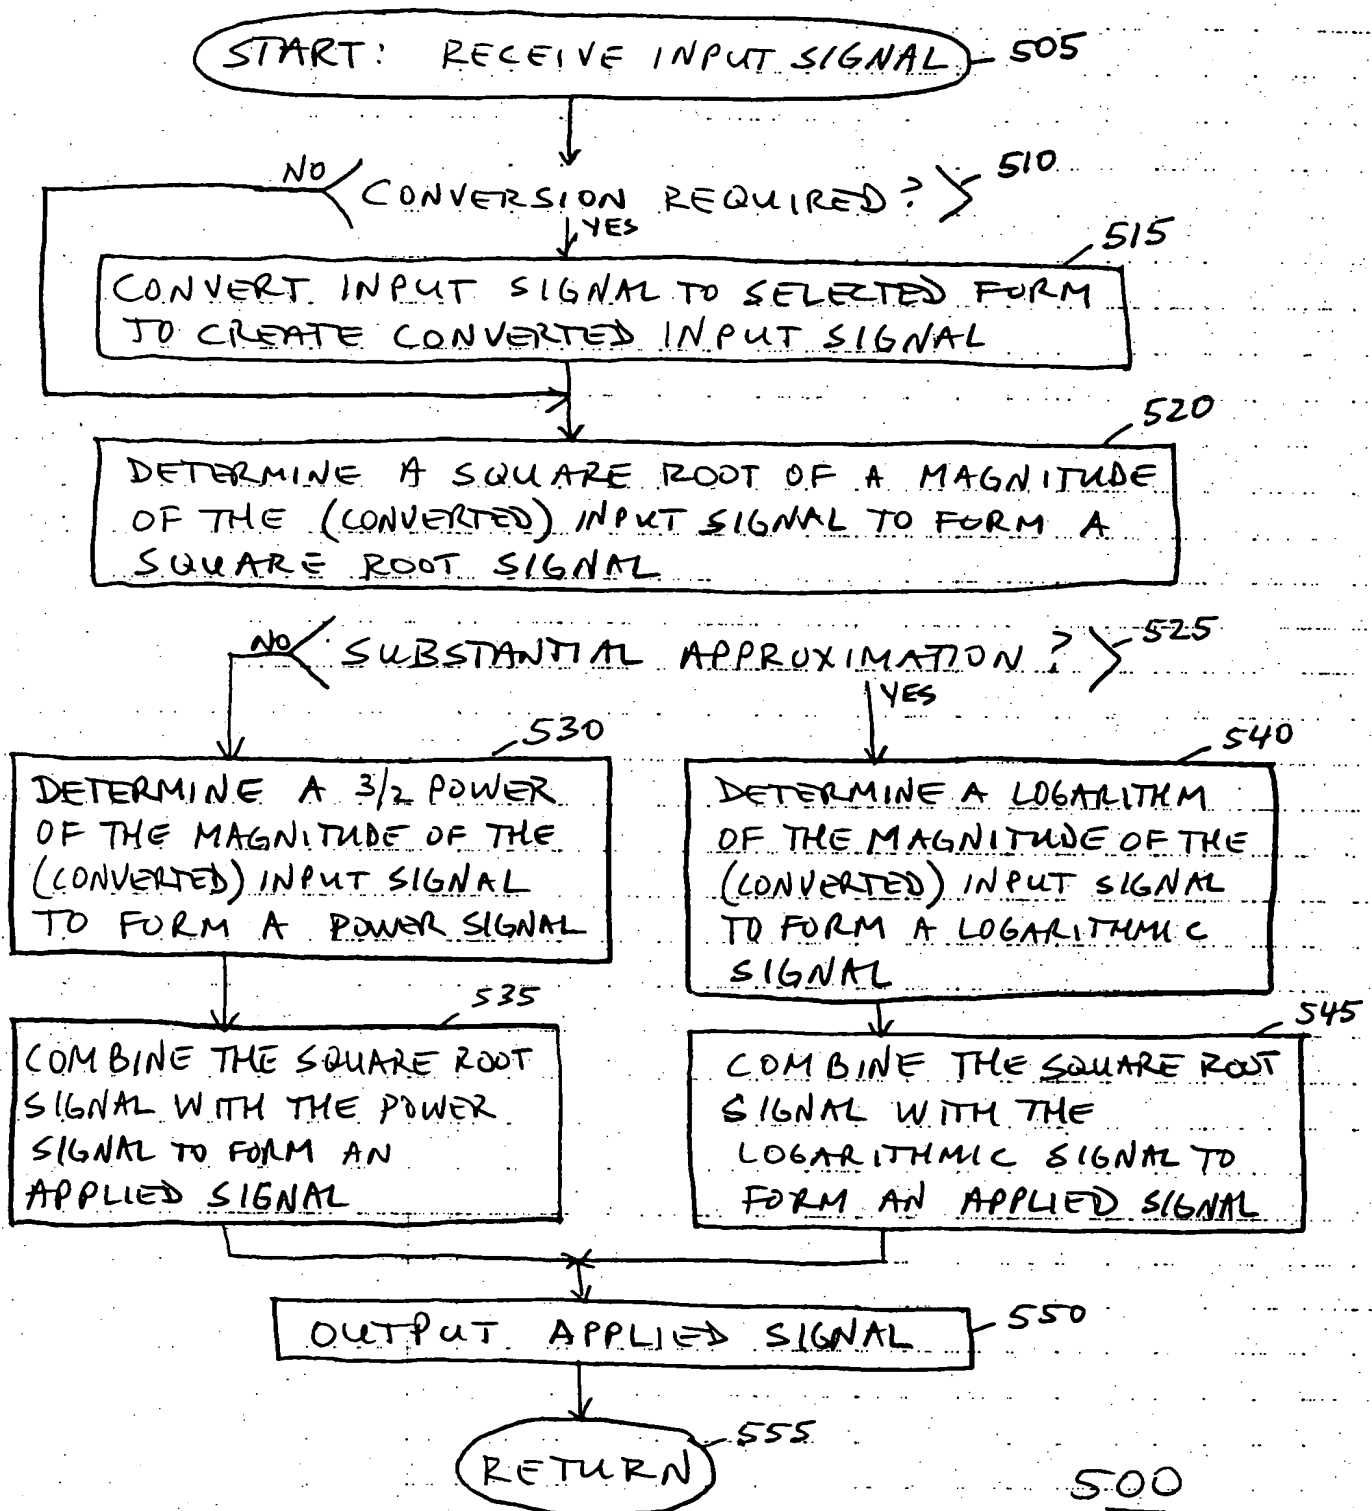 START: RECEIVE INPUT SIGNAL 505
NO CONVERSION REQUIRED? 510
YES
515
CONVERT INPUT SIGNAL TO SELECTED FORM
TO CREATE CONVERTED INPUT SIGNAL
520
DETERMINE A SQUARE ROOT OF A MAGNITUDE
OF THE (CONVERTED) INPUT SIGNAL TO FORM A
SQUARE ROOT SIGNAL
NO SUBSTANTIAL APPROXIMATION? 525
YES
530
DETERMINE A 3/2 POWER
OF THE MAGNITUDE OF THE
(CONVERTED) INPUT SIGNAL
TO FORM A POWER SIGNAL
540
DETERMINE A LOGARITHM
OF THE MAGNITUDE OF THE
(CONVERTED) INPUT SIGNAL
TO FORM A LOGARITHMIC
SIGNAL
535
COMBINE THE SQUARE ROOT
SIGNAL WITH THE POWER
SIGNAL TO FORM AN
APPLIED SIGNAL
545
COMBINE THE SQUARE ROOT
SIGNAL WITH THE
LOGARITHMIC SIGNAL TO
FORM AN APPLIED SIGNAL
OUTPUT APPLIED SIGNAL 550
RETURN 555
500